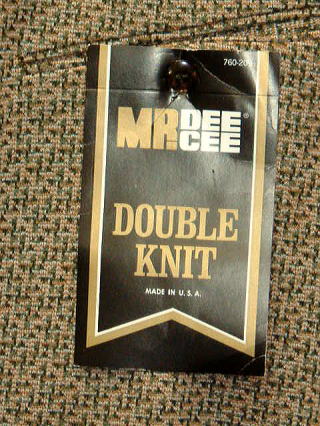 760-20
MR. DEE CEE®
DOUBLE
KNIT
MADE IN U.S.A.